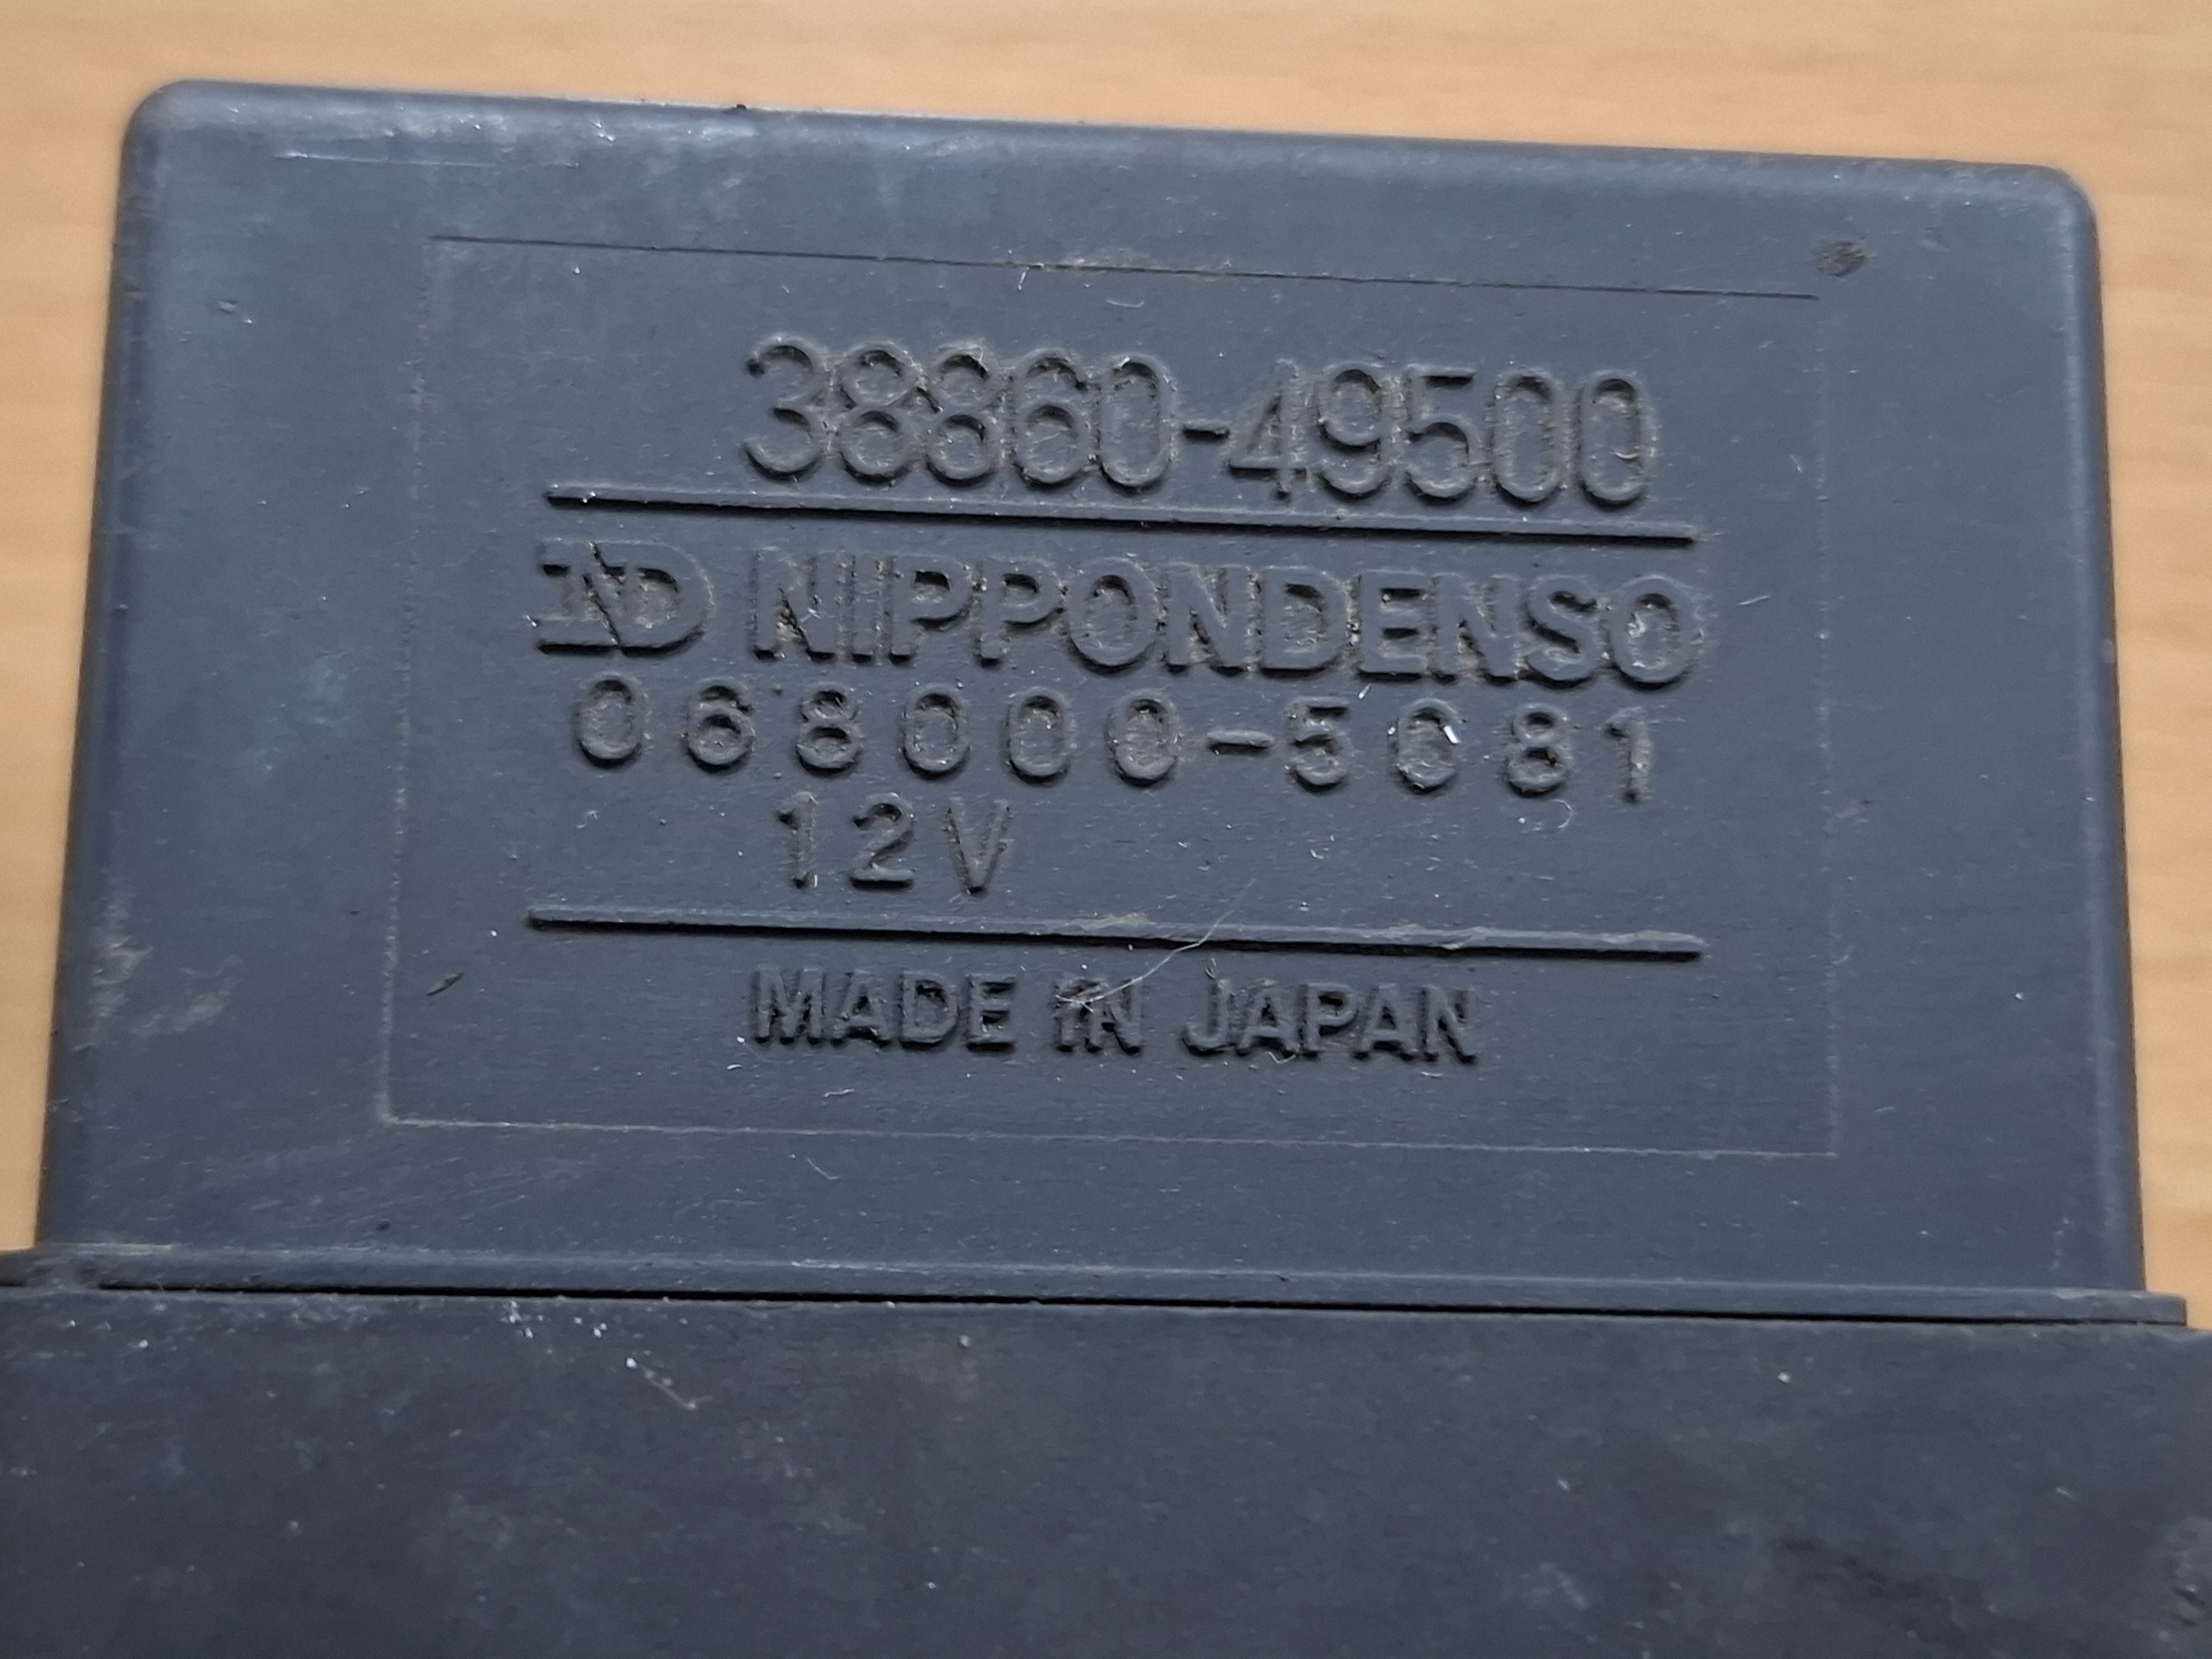 38860-49500
ND NIPPONDENSO
068000-5081
12V
MADE IN JAPAN